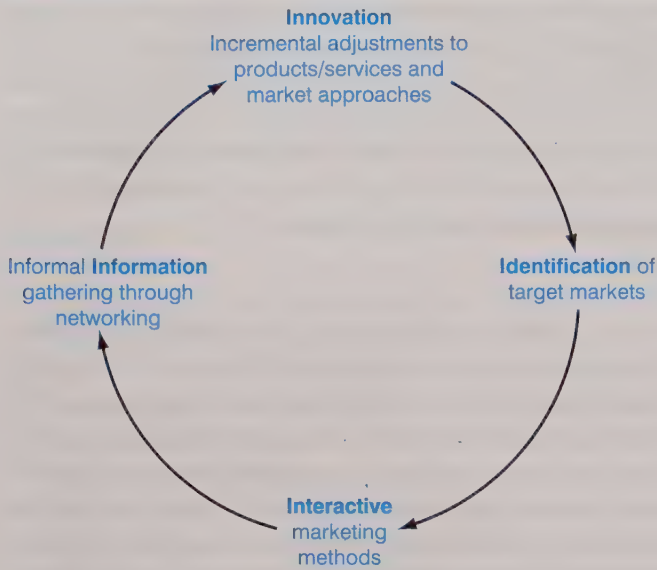 Innovation
Incremental adjustments to
products/services and
market approaches
Identification of
target markets
Interactive
marketing
methods
Informal Information
gathering through
networking